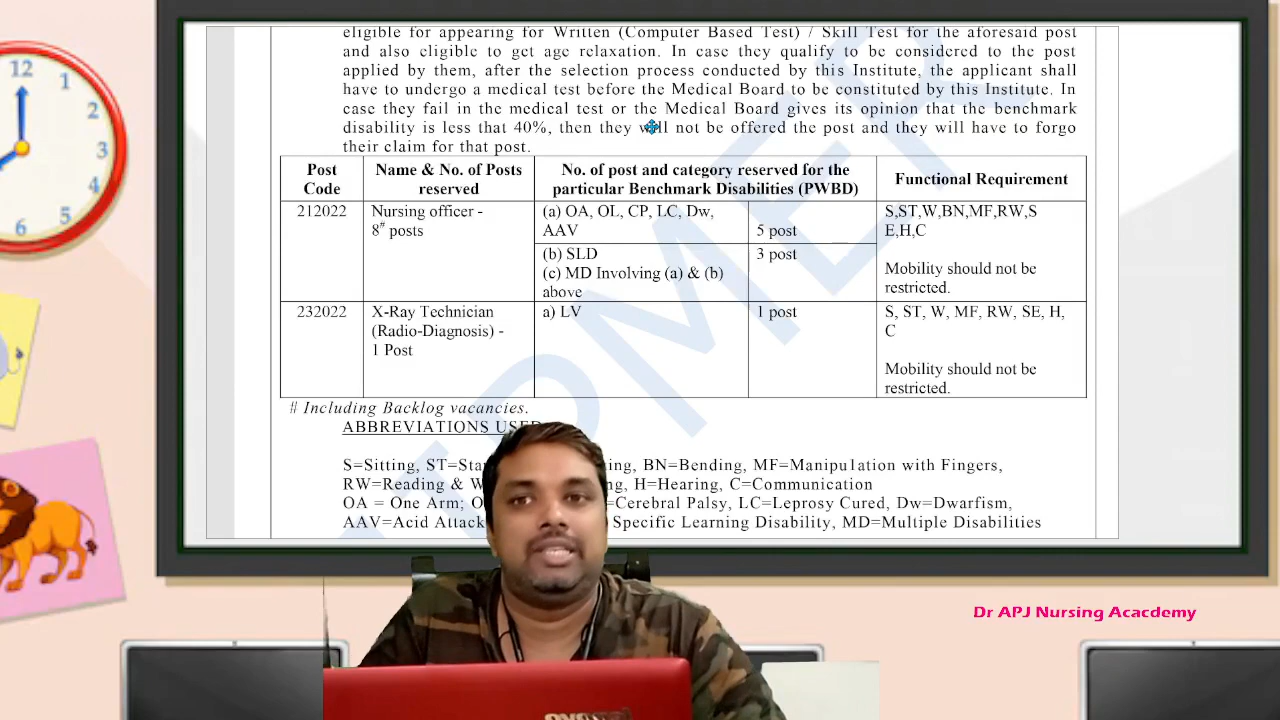 12
1
2
3
4
5
6
eligible for appearing for Written (Computer Based Test) / Skill Test for the aforesaid post
and also eligible to get age relaxation. In case they qualify to be considered to the post
applied by them, after the selection process conducted by this Institute, the applicant shall
have to undergo a medical test before the Medical Board to be constituted by this Institute. In
case they fail in the medical test or the Medical Board gives its opinion that the benchmark
disability is less that 40%, then they will not be offered the post and they will have to forgo
their claim for that post.
Post Code
Name & No. of Posts reserved
No. of post and category reserved for the particular Benchmark Disabilities (PWBD)
Functional Requirement
212022
Nursing officer -
8# posts
(a) OA, OL, CP, LC, Dw,
AAV
5 post
(b) SLD
(c) MD Involving (a) & (b)
above
3 post
S,ST,W,BN,MF,RW,S
E,H,C
Mobility should not be
restricted.
232022
X-Ray Technician
(Radio-Diagnosis) -
1 Post
a) LV
1 post
S, ST, W, MF, RW, SE, H,
C
Mobility should not be
restricted.
# Including Backlog vacancies.
ABBREVIATIONS
S=Sitting, BN=Bending, MF=Manipulation with Fingers,
RW=Reading & H=Hearing, C=Communication
OA = One Arm; =Cerebral Palsy, LC=Leprosy Cured, Dw=Dwarfism,
AAV=Acid Attack Specific Learning Disability, MD=Multiple Disabilities
Dr APJ Nursing Acacdemy